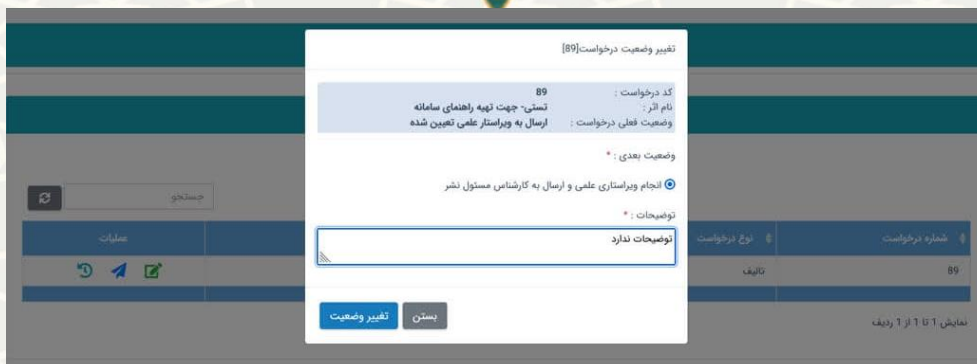 تغییر وضعیت درخواست[89]
کد درخواست : 89
نام اثر : تستی- جهت تهیه راهنمای سامانه
وضعیت فعلی درخواست : ارسال به ویراستار علمی تعیین شده
وضعیت بعدی : *
انجام ویراستاری علمی و ارسال به کارشناس مسئول نشر
توضیحات : *
توضیحات ندارد
بستن
تغییر وضعیت
جستجو
شماره درخواست نوع درخواست عملیات
89 تالیف
نمایش 1 تا 1 از 1 ردیف